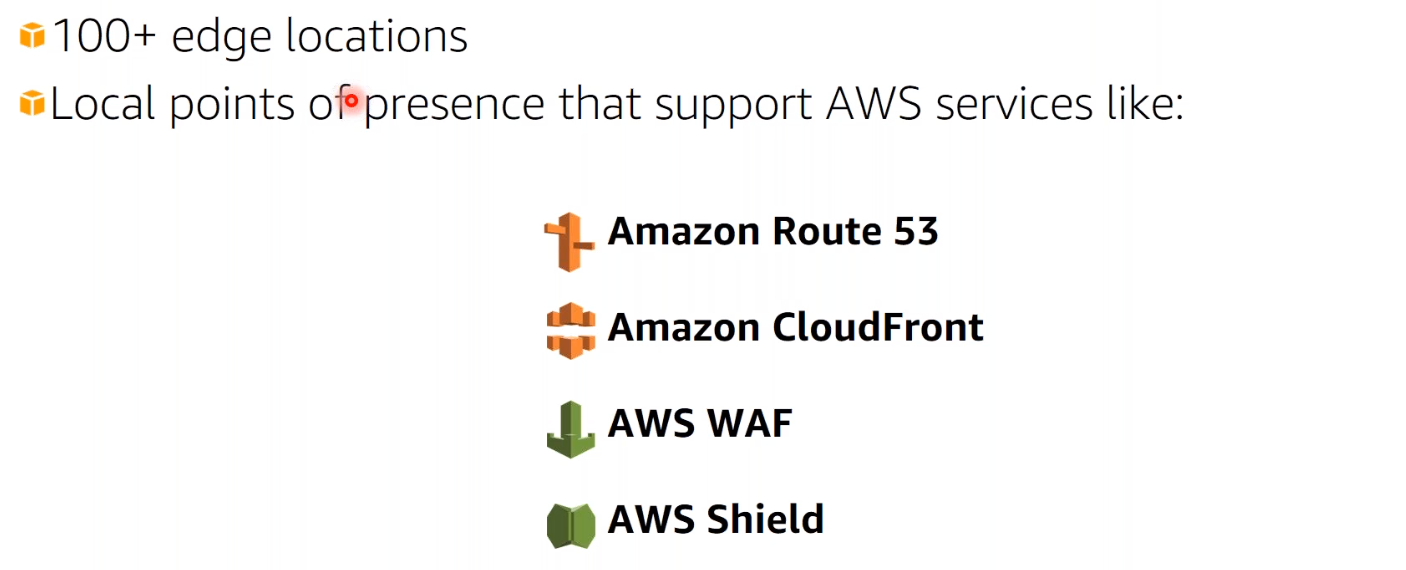 100+ edge locations
Local points of presence that support AWS services like:
Amazon Route 53
Amazon CloudFront
AWS WAF
AWS Shield